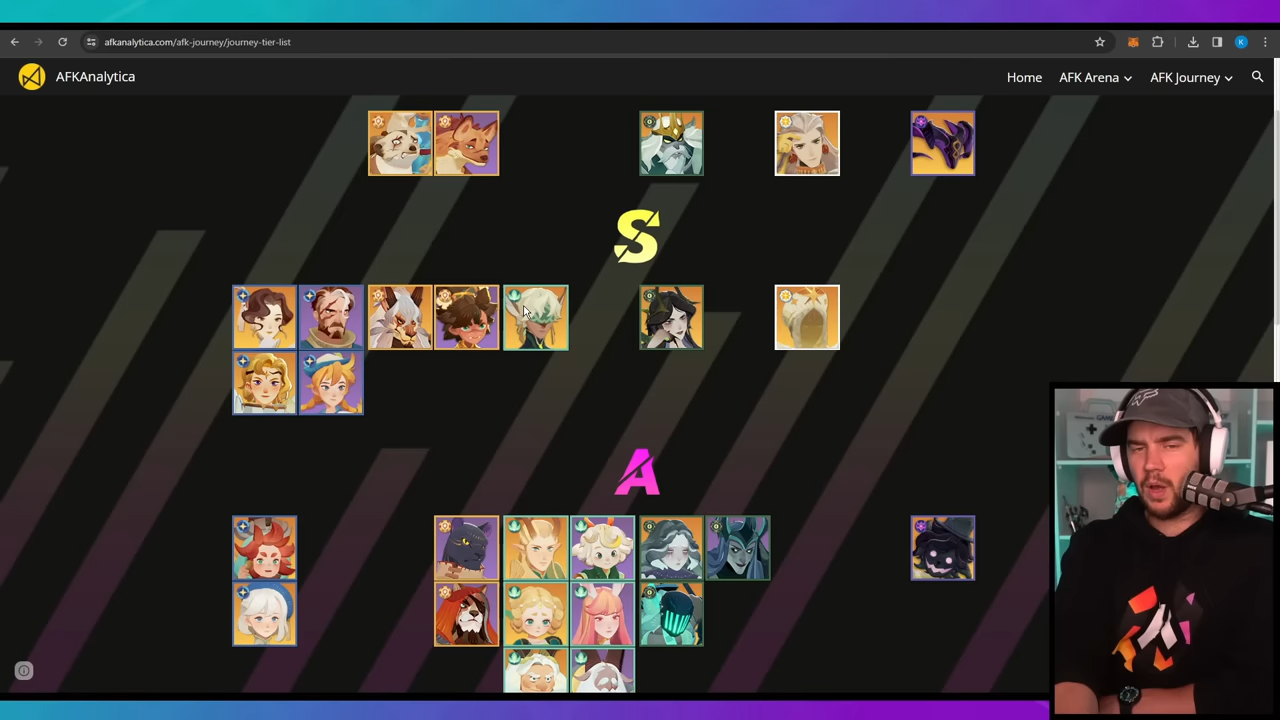 afkanalytica.com/afk-journey/journey-tier-list
K
AFKAnalytica
Home
AFK Arena
AFK Journey
S
A